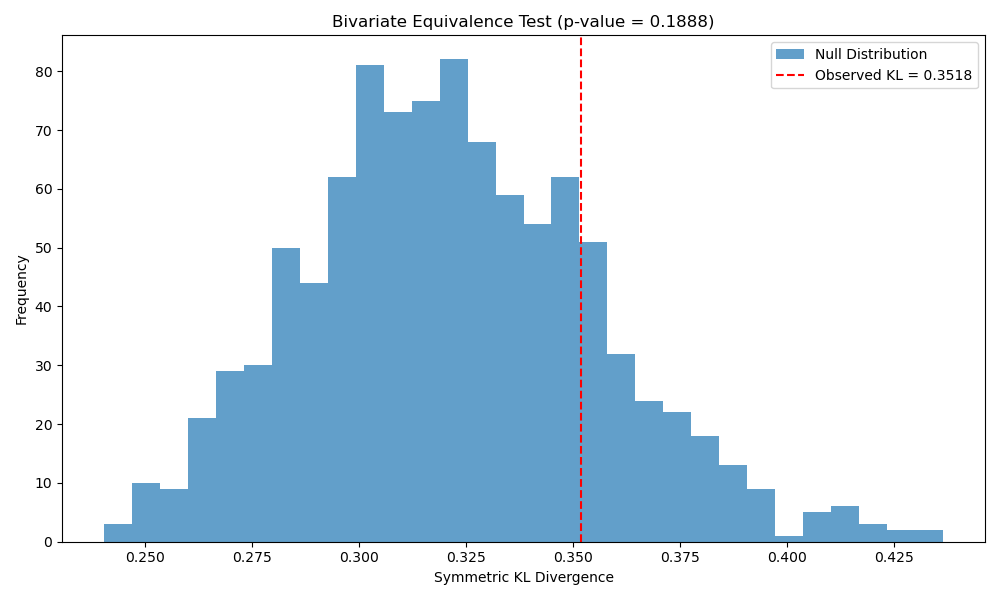 Bivariate Equivalence Test (p-value = 0.1888)
Null Distribution
Observed KL = 0.3518
80
70
60
50
40
30
20
10
0
Frequency
0.250 0.275 0.300 0.325 0.350 0.375 0.400 0.425
Symmetric KL Divergence